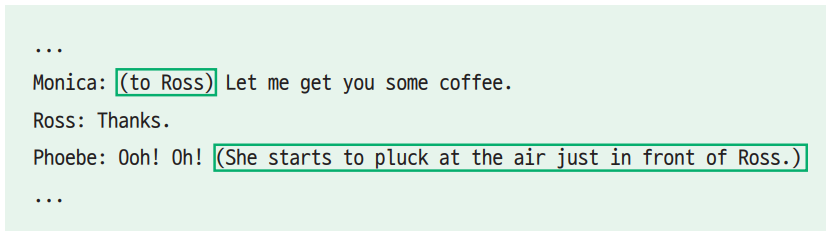 ...
Monica: (to Ross) Let me get you some coffee.
Ross: Thanks.
Phoebe: Ooh! Oh! (She starts to pluck at the air just in front of Ross.)
...